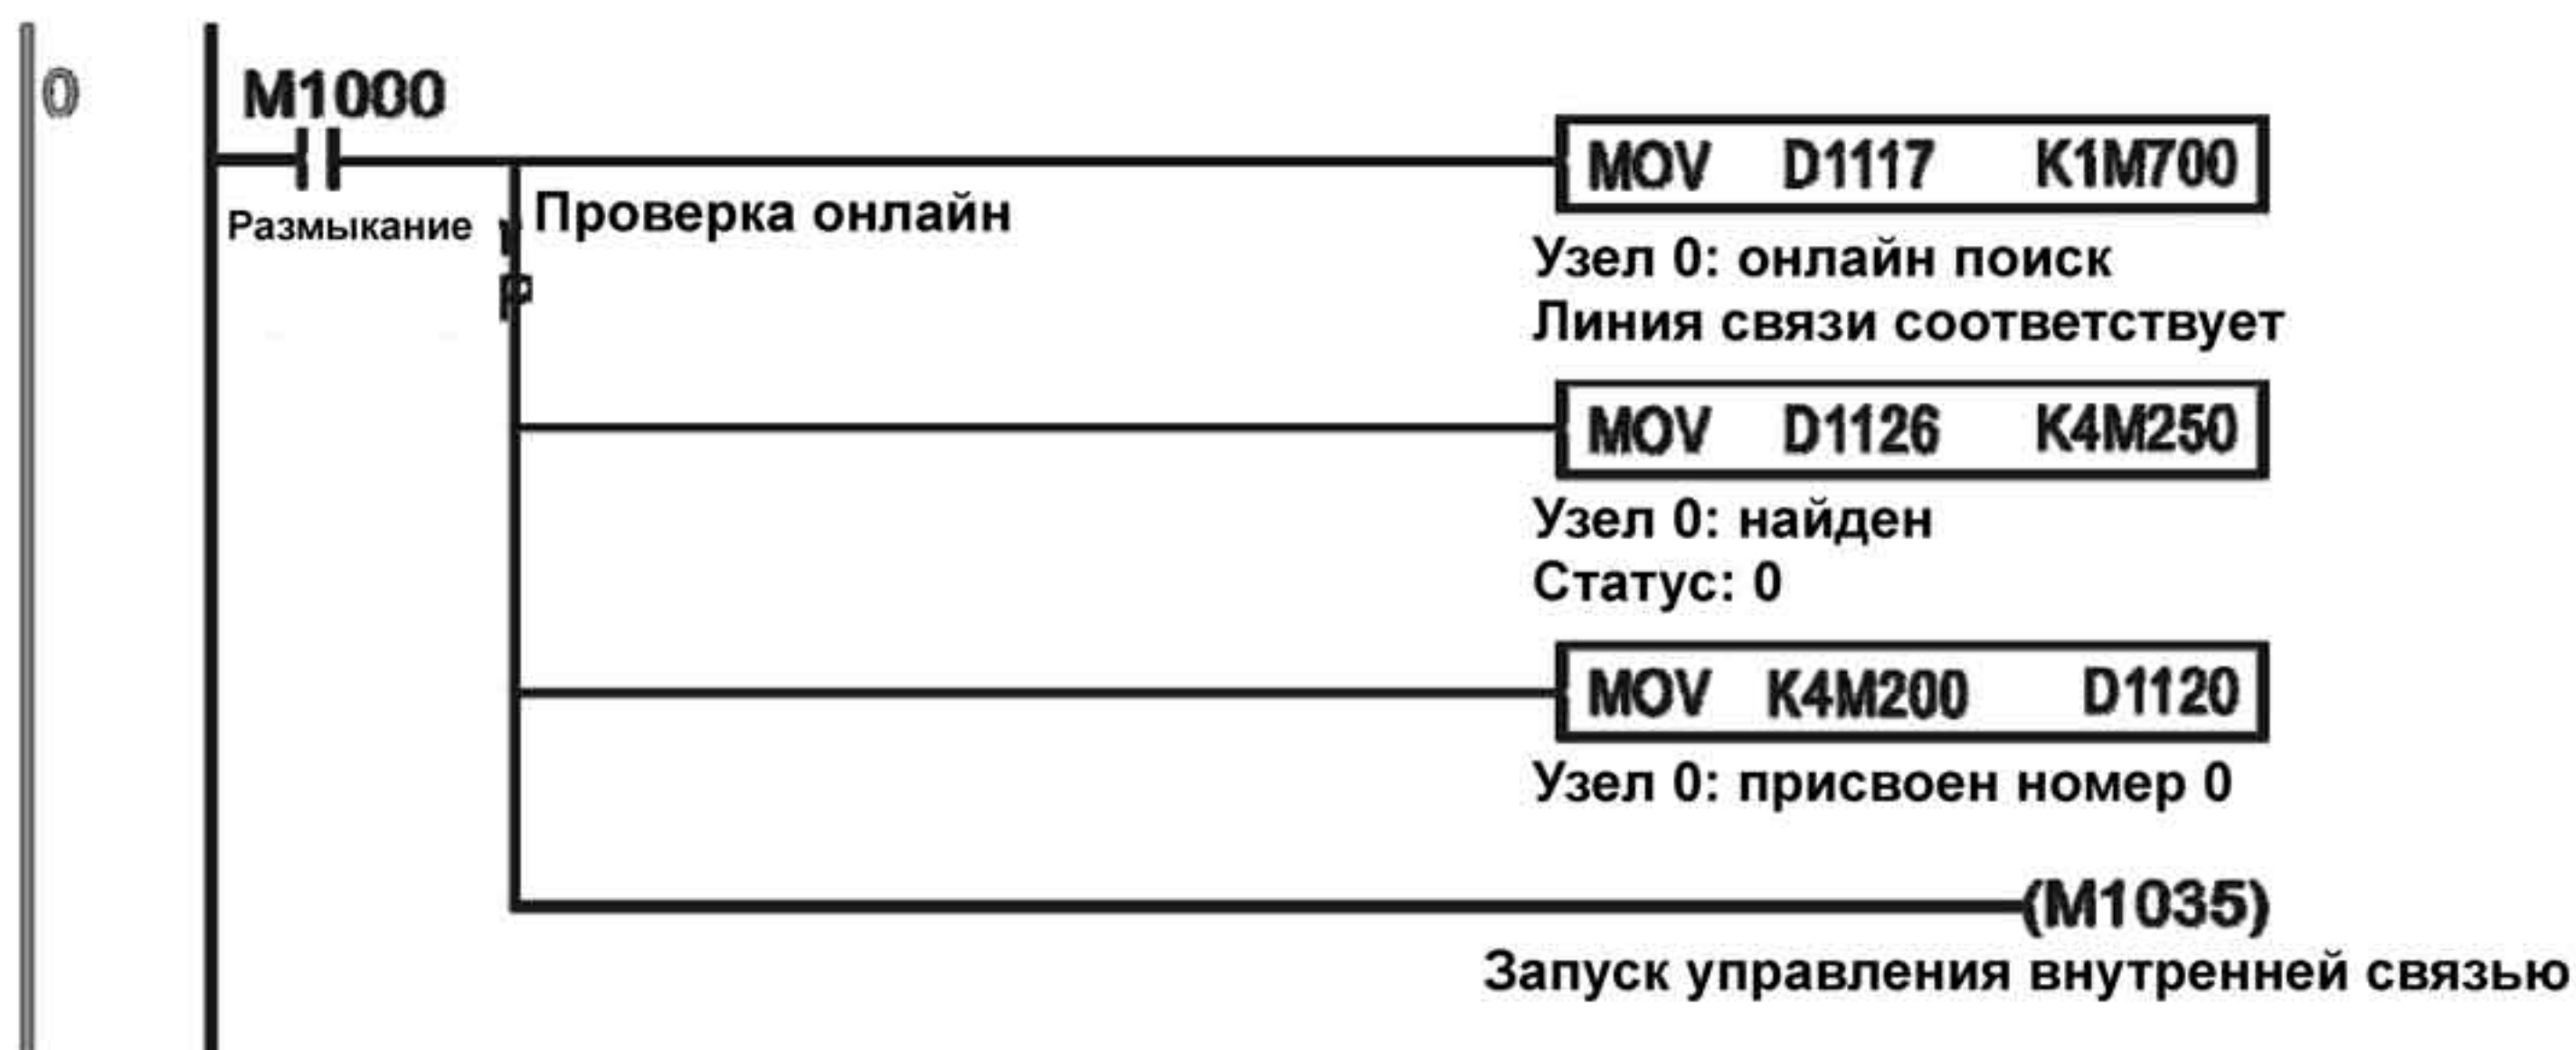 0
M1000
Размыкание
Проверка онлайн
MOV D1117 K1M700
Узел 0: онлайн поиск
Линия связи соответствует
MOV D1126 K4M250
Узел 0: найден
Статус: 0
MOV K4M200 D1120
Узел 0: присвоен номер 0
(M1035)
Запуск управления внутренней связью